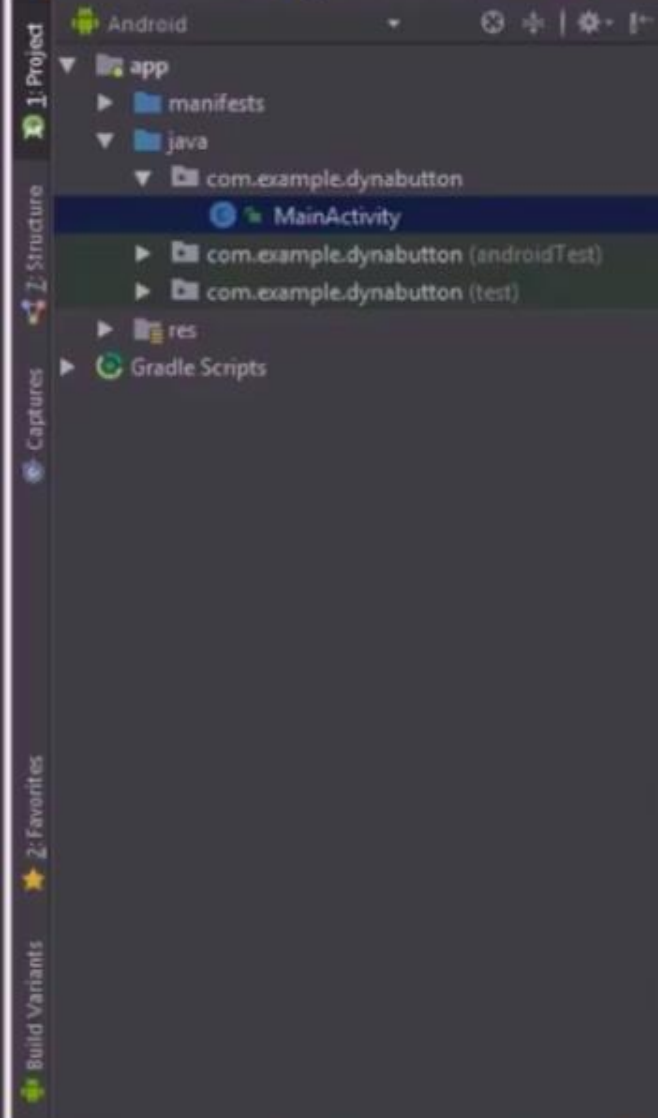 Android
app
manifests
java
com.example.dynabutton
MainActivity
com.example.dynabutton (androidTest)
com.example.dynabutton (test)
res
Gradle Scripts
1: Project
7: Structure
Captures
2: Favorites
Build Variants